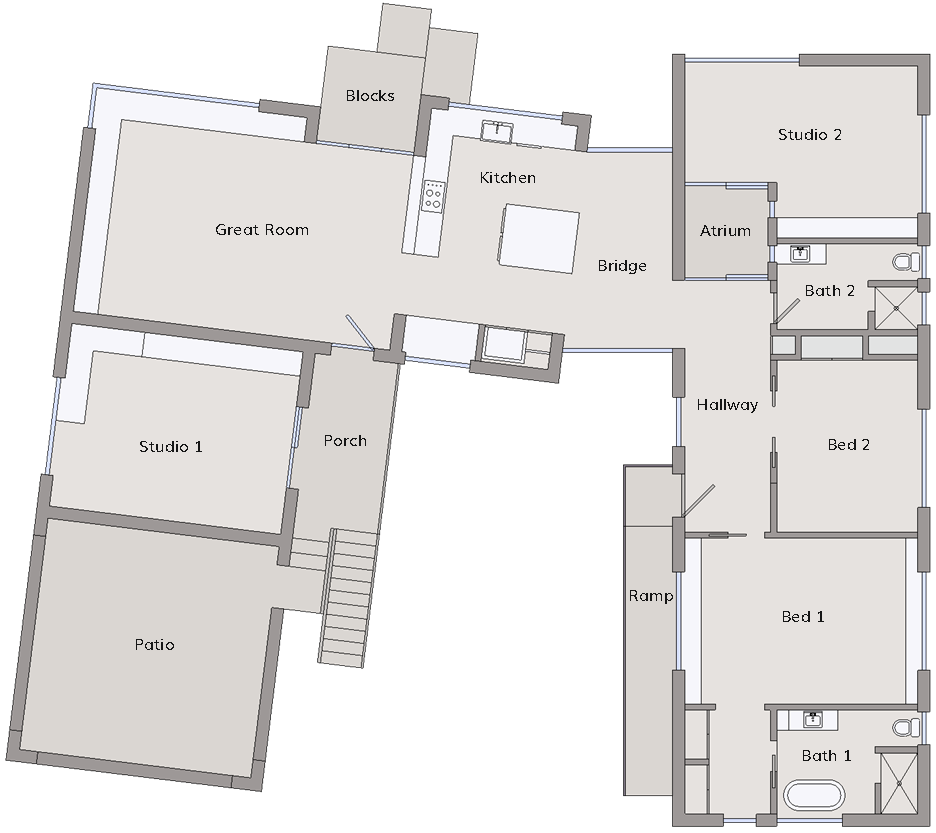 Blocks
Studio 2
Kitchen
Great Room
Atrium
Bridge
Bath 2
Hallway
Porch
Studio 1
Bed 2
Ramp
Bed 1
Patio
Bath 1